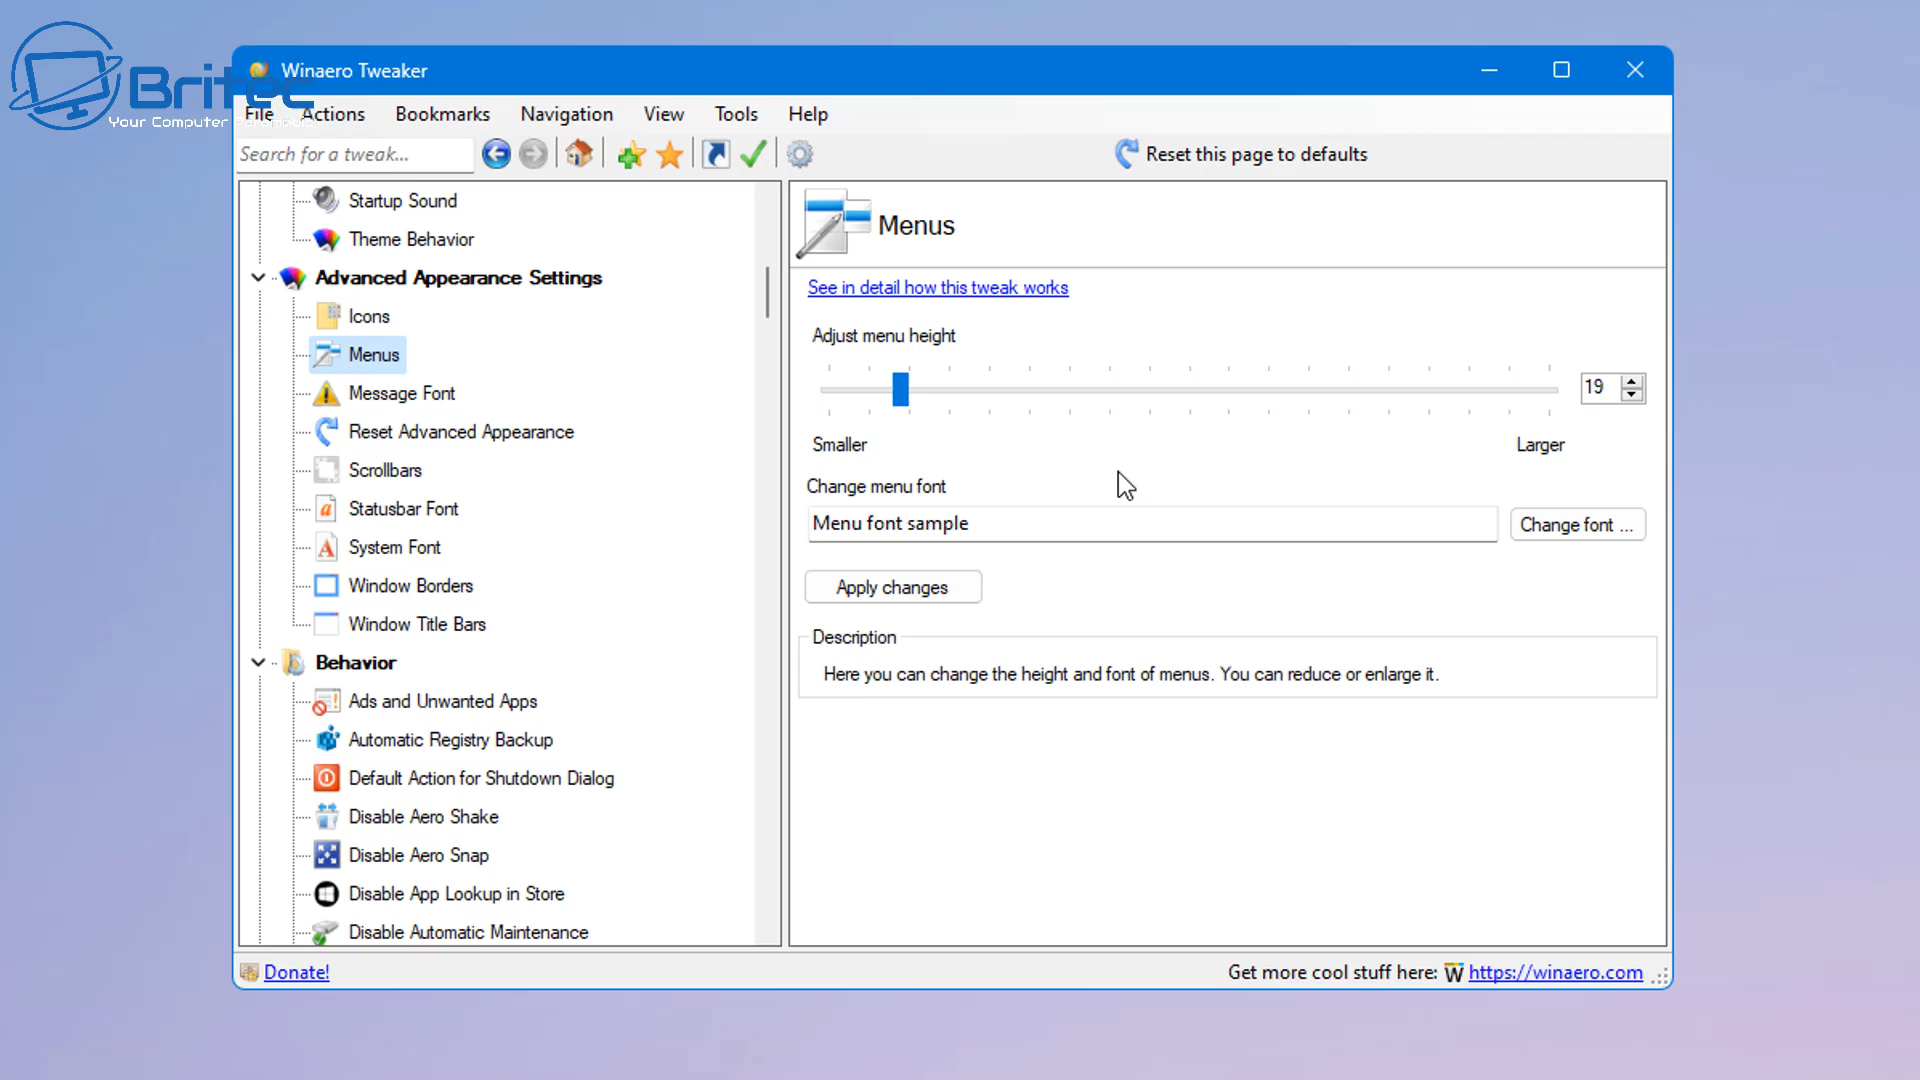 Britec
Your Computer
Winaero Tweaker
File Actions Bookmarks Navigation View Tools Help
Search for a tweak...
Reset this page to defaults
Startup Sound
Theme Behavior
Advanced Appearance Settings
Icons
Menus
Message Font
Reset Advanced Appearance
Scrollbars
Statusbar Font
System Font
Window Borders
Window Title Bars
Behavior
Ads and Unwanted Apps
Automatic Registry Backup
Default Action for Shutdown Dialog
Disable Aero Shake
Disable Aero Snap
Disable App Lookup in Store
Disable Automatic Maintenance
Menus
See in detail how this tweak works
Adjust menu height
19
Smaller
Larger
Change menu font
Menu font sample
Change font ...
Apply changes
Description
Here you can change the height and font of menus. You can reduce or enlarge it.
Donate!
Get more cool stuff here: W https://winaero.com